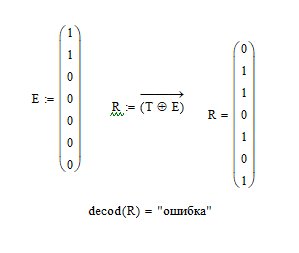 E := (1 1 0 0 0 0 0)
R := (T ⊕ E)
R = (0 1 1 0 1 0 1)
decod(R) = "ошибка"